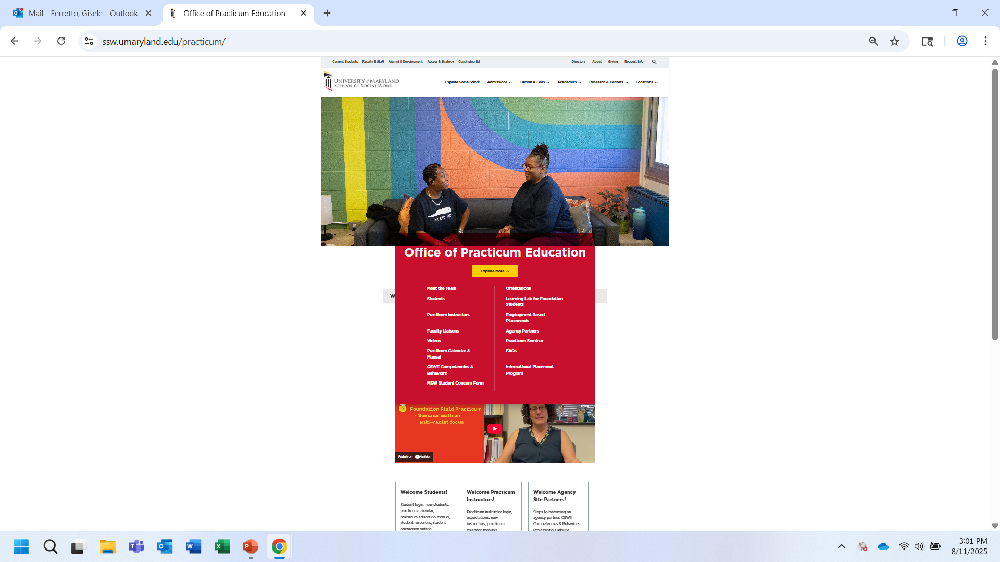 Mail - Ferretto, Gisele - Outlook
Office of Practicum Education
ssw.umaryland.edu/practicum/
Current Students Faculty & Staff Alumni & Development Access & Strategy Continuing Ed Directory About Giving Request Info
UNIVERSITY of MARYLAND
SCHOOL OF SOCIAL WORK
Explore Social Work Admissions Tuition & Fees Academics Research & Centers Locations
Office of Practicum Education
Explore More
W
Meet the Team
Students
Practicum Instructors
Faculty Liaisons
Videos
Practicum Calendar &
Manual
CSWE Competencies &
Behaviors
MSW Student Concern Form
Orientations
Learning Lab for Foundation
Students
Employment Based
Placements
Agency Partners
Practicum Seminar
FAQs
International Placement
Program
Foundation Field Practicum
• Seminar with an
anti-racist focus
Watch on YouTube
Welcome Students!
Student login, new students,
practicum calendar,
practicum education manual,
student resources, student
orientation videos.
Welcome Practicum
Instructors!
Practicum instructor login,
expectations, new
instructors, practicum
calendar, manuals,
Welcome Agency
Site Partners!
Steps to becoming an
agency partner, CSWE
Competencies & Behaviors,
Professional Liability
3:01 PM
8/11/2025